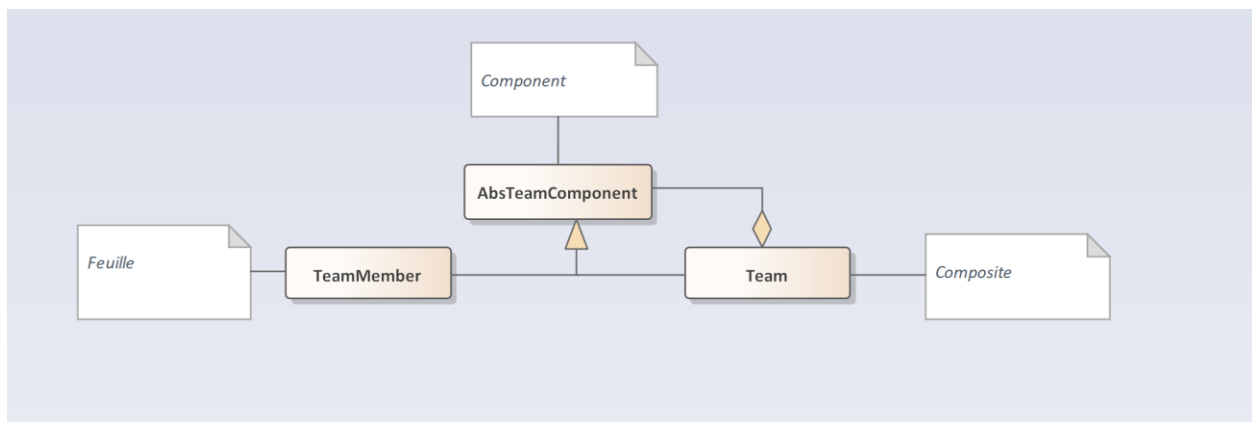 Component
AbsTeamComponent
Feuille
TeamMember
Team
Composite